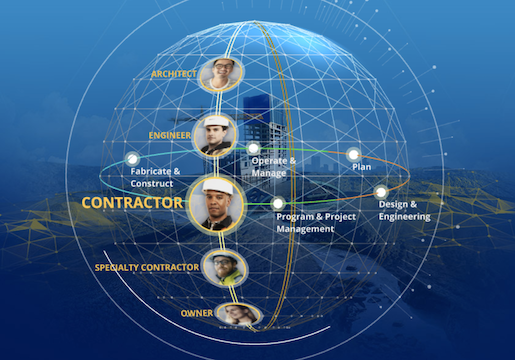 ARCHITECT
ENGINEER
Operate &
Manage
Plan
Fabricate &
Construct
CONTRACTOR
Design &
Engineering
Program & Project
Management
SPECIALTY CONTRACTOR
OWNER